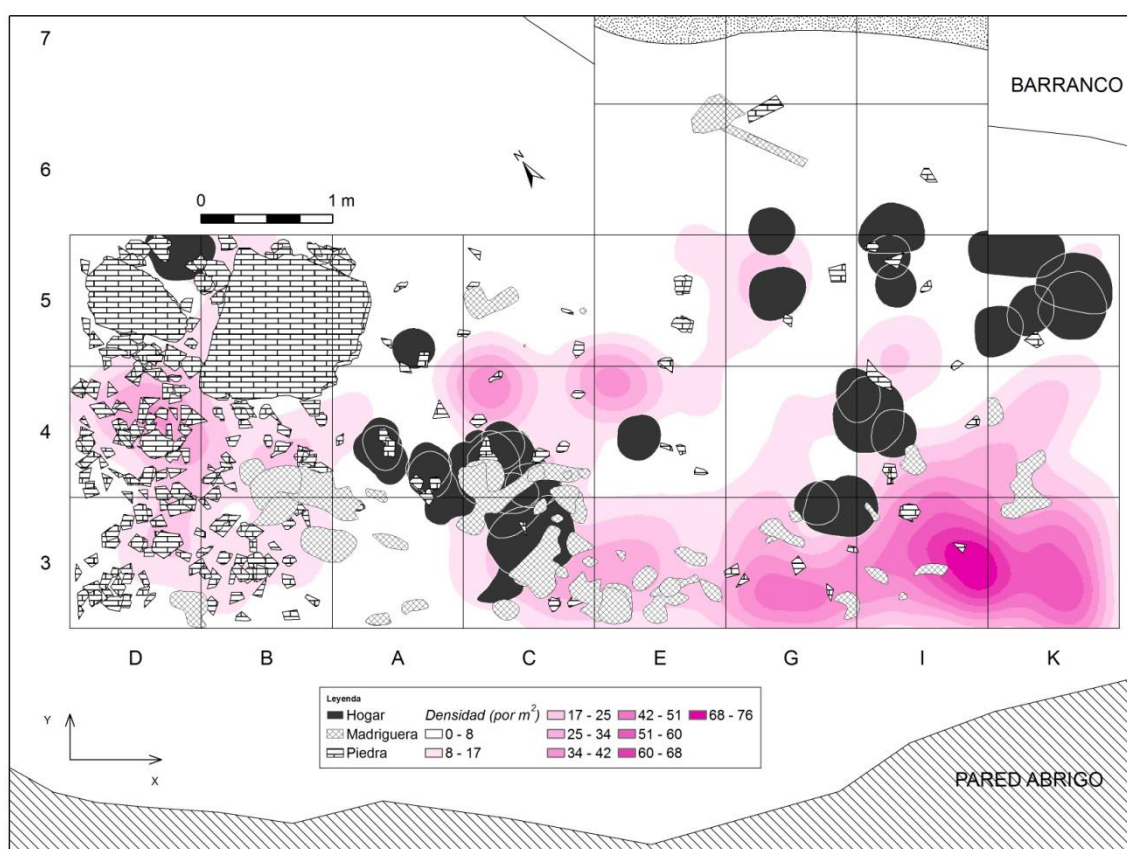 7
BARRANCO
6
N
0 1 m
5
4
3
D B A C E G I K
Leyenda
Hogar
Madriguera
Piedra
Densidad (por m²)
0 - 8
8 - 17
17 - 25
25 - 34
34 - 42
42 - 51
51 - 60
60 - 68
68 - 76
Y
X
PARED ABRIGO